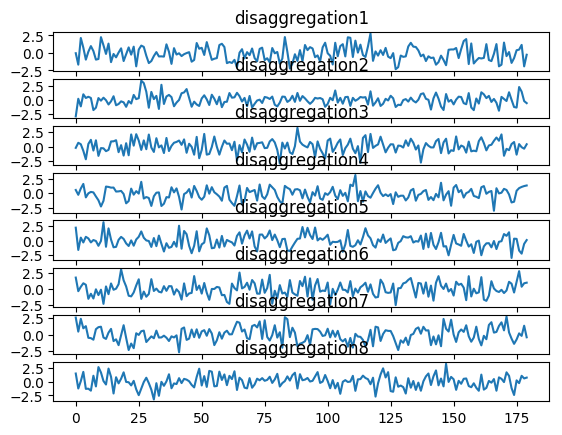 disaggregation1
2.5
0.0
−2.5
disaggregation2
2.5
0.0
−2.5
disaggregation3
2.5
0.0
−2.5
disaggregation4
2.5
0.0
−2.5
disaggregation5
2.5
0.0
−2.5
disaggregation6
2.5
0.0
−2.5
disaggregation7
2.5
0.0
−2.5
disaggregation8
2.5
0.0
−2.5
0 25 50 75 100 125 150 175